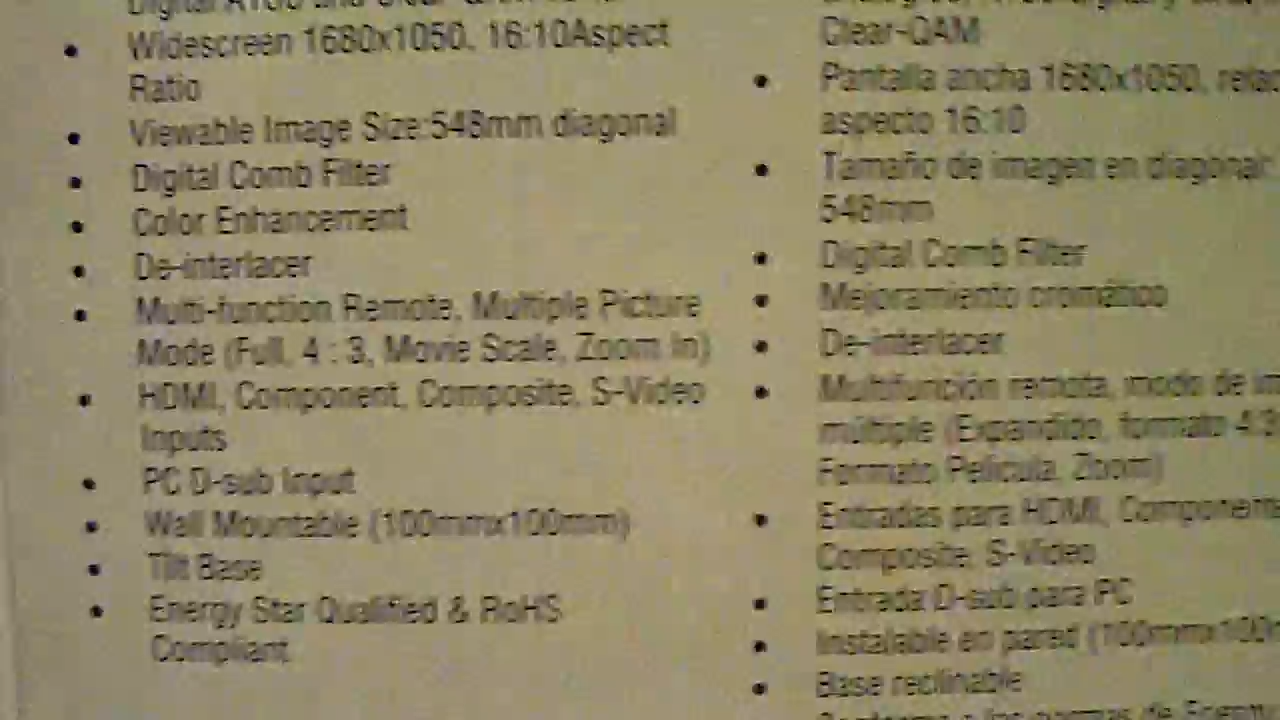 Widescreen 1680x1050, 16:10Aspect
Ratio
Viewable Image Size:548mm diagonal
Digital Comb Filter
Color Enhancement
De-interlacer
Multi-function Remote, Multiple Picture
Mode (Full, 4 : 3, Movie Scale, Zoom In)
HDMI, Component, Composite, S-Video
Inputs
PC D-sub Input
Wall Mountable (100mmx100mm)
Tilt Base
Energy Star Qualified & RoHS
Compliant
Clear-QAM
Pantalla ancha 1680x1050,
aspecto 16:10
Tamaño de imagen en diagonal:
548mm
Digital Comb Filter
Mejoramiento cromático
De-interlacer
Multifunción remota, modo de
múltiple (Expandido, formato 4:3
Formato Película, Zoom)
Entradas para HDMI,
Composite, S-Video
Entrada D-sub para PC
Instalable en pared
Base reclinable